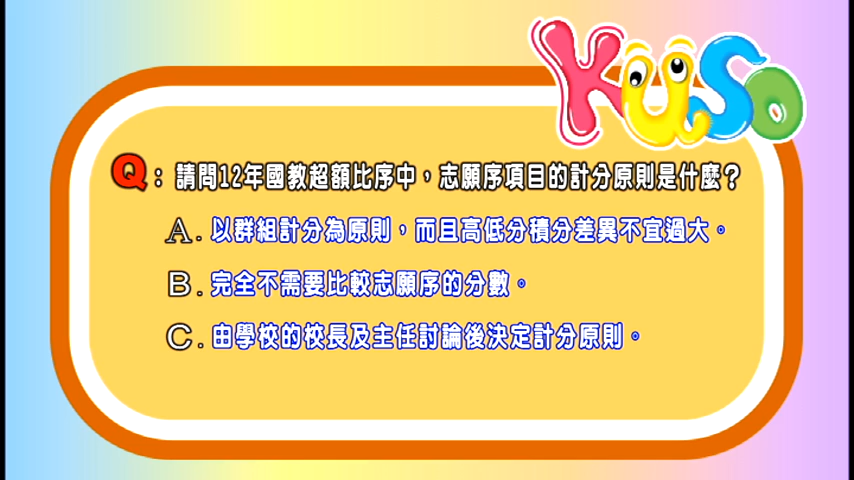 KUSO
Q：請問12年國教超額比序中，志願序項目的計分原則是什麼？
A.以群組計分為原則，而且高低分積分差異不宜過大。
B.完全不需要比較志願序的分數。
C.由學校的校長及主任討論後決定計分原則。